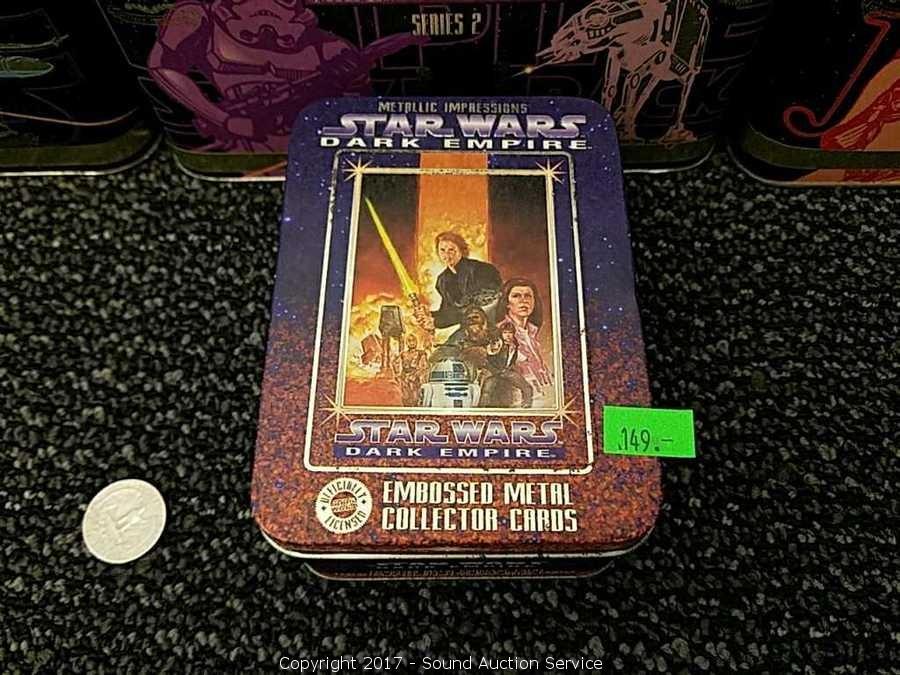 SERIES 2
METALLIC IMPRESSIONS
STAR WARS
DARK EMPIRE
STAR WARS
DARK EMPIRE
OFFICIALLY
LICENSED
EMBOSSED METAL
COLLECTOR CARDS
149.-
Copyright 2017 - Sound Auction Service